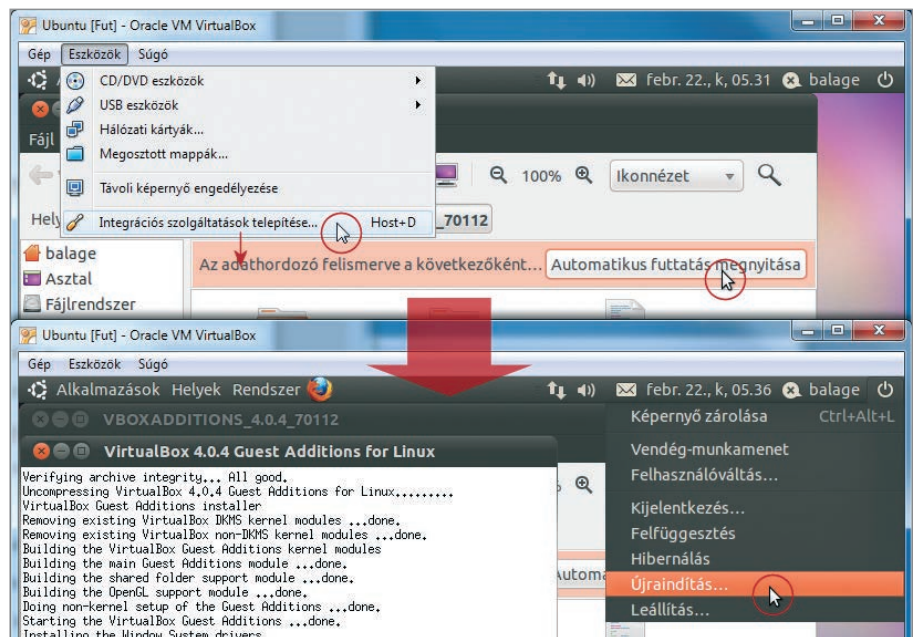 Ubuntu [Fut] - Oracle VM VirtualBox
Gép Eszközök Súgó
CD/DVD eszközök
USB eszközök
Hálózati kártyák...
Megosztott mappák...
Távoli képernyő engedélyezése
Integrációs szolgáltatások telepítése... Host+D
febr. 22., k, 05.31 balage
Fájl
100% Ikonnézet
Hely
_70112
balage
Asztal
Fájlrendszer
Az adathordozó felismerve a következőként... Automatikus futtatás megnyitása
Ubuntu [Fut] - Oracle VM VirtualBox
Gép Eszközök Súgó
Alkalmazások Helyek Rendszer febr. 22., k, 05.36 balage
VBOXADDITIONS_4.0.4_70112
VirtualBox 4.0.4 Guest Additions for Linux
Verifying archive integrity... All good.
Uncompressing VirtualBox 4.0.4 Guest Additions for Linux.........
VirtualBox Guest Additions installer
Removing existing VirtualBox DKMS kernel modules ...done.
Removing existing VirtualBox non-DKMS kernel modules ...done.
Building the VirtualBox Guest Additions kernel modules
Building the main Guest Additions module ...done.
Building the shared folder support module ...done.
Building the OpenGL support module ...done.
Doing non-kernel setup of the Guest Additions ...done.
Starting the VirtualBox Guest Additions ...done.
Installing the Window System drivers
Automa
Képernyő zárolása Ctrl+Alt+L
Vendég-munkamenet
Felhasználóváltás...
Kijelentkezés...
Felfüggesztés
Hibernálás
Újraindítás...
Leállítás...